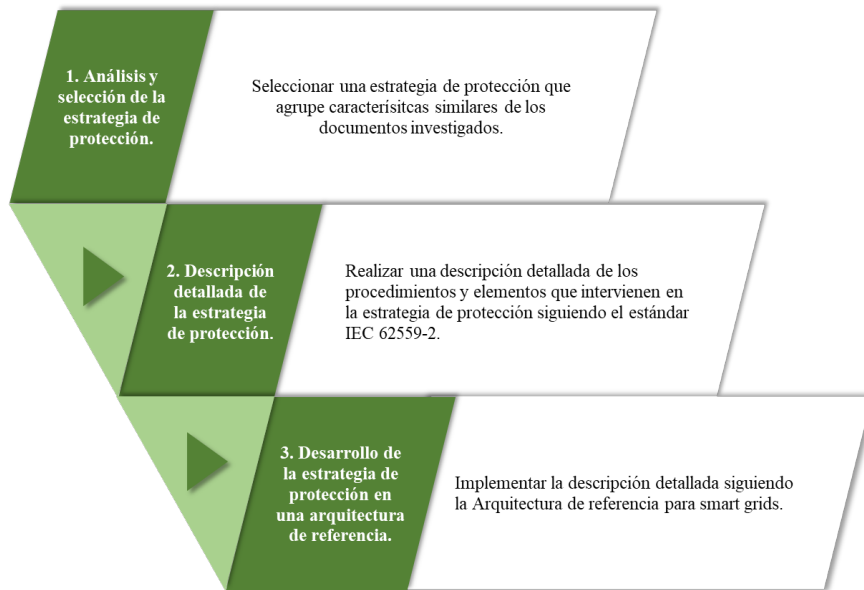 1. Análisis y
selección de la
estrategia de
protección.
Seleccionar una estrategia de protección que
agrupe caracterísitcas similares de los
documentos investigados.
2. Descripción
detallada de
la estrategia
de protección.
Realizar una descripción detallada de los
procedimientos y elementos que intervienen en
la estrategia de protección siguiendo el estándar
IEC 62559-2.
3. Desarrollo de
la estrategia de
protección en
una arquitectura
de referencia.
Implementar la descripción detallada siguiendo
la Arquitectura de referencia para smart grids.